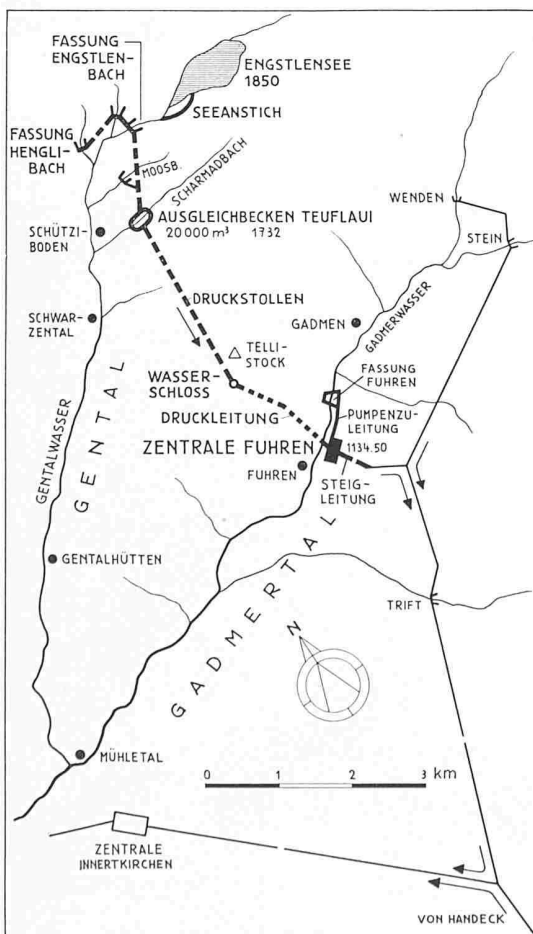 FASSUNG
ENGSTLEN-
BACH
ENGSTLENSEE
1850
SEEANSTICH
FASSUNG
HENGLI-
BACH
MOOSB.
SCHARMADBACH
AUSGLEICHBECKEN TEUFLAUI
20000 m³ 1732
SCHÜTZI-
BODEN
WENDEN
STEIN
DRUCKSTOLLEN
SCHWAR-
ZENTAL
GADMEN
GADMERWASSER
TELLI-
STOCK
WASSER-
SCHLOSS
FASSUNG
FUHREN
DRUCKLEITUNG
PUMPENZU-
LEITUNG
ZENTRALE FUHREN
1134.50
FUHREN
STEIG-
LEITUNG
GENTALWASSER
GENTAL
GENTALHÜTTEN
TRIFT
GADMERTAL
N
MÜHLETAL
0 1 2 3 km
ZENTRALE
INNERTKIRCHEN
VON HANDECK